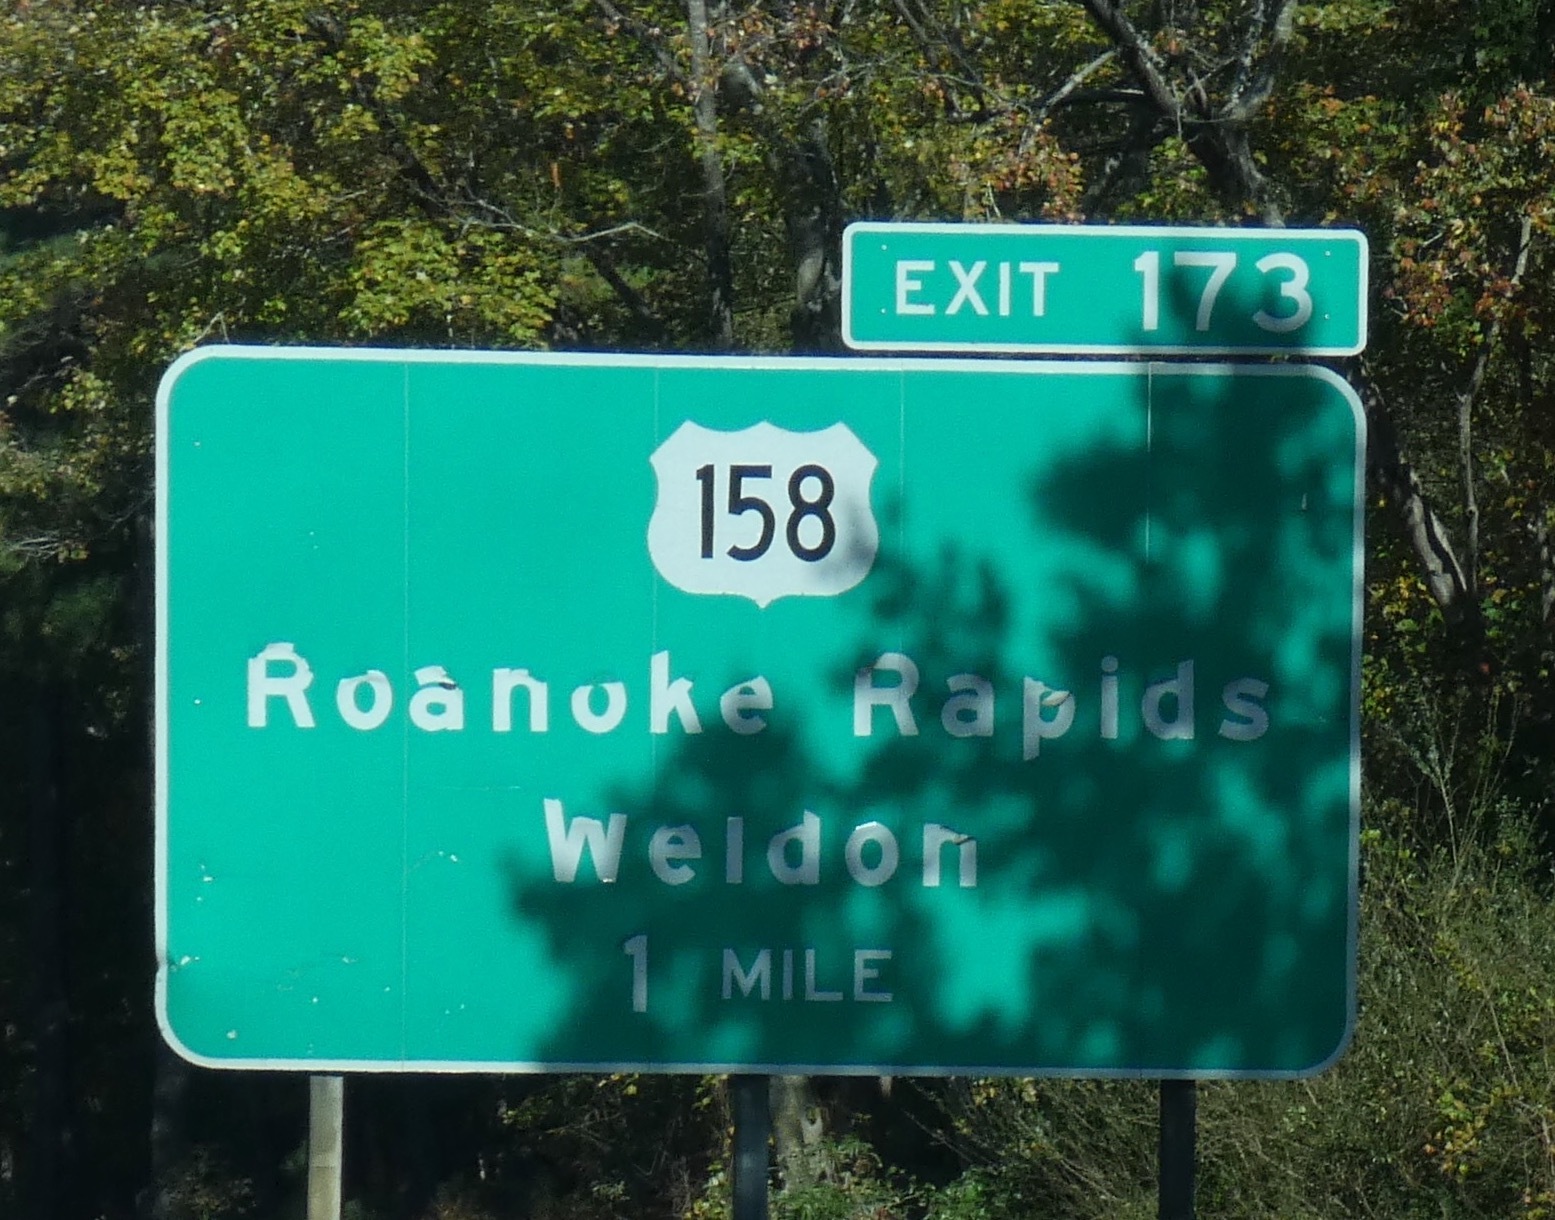 EXIT 173
158
Roanoke Rapids
Weldon
1 MILE